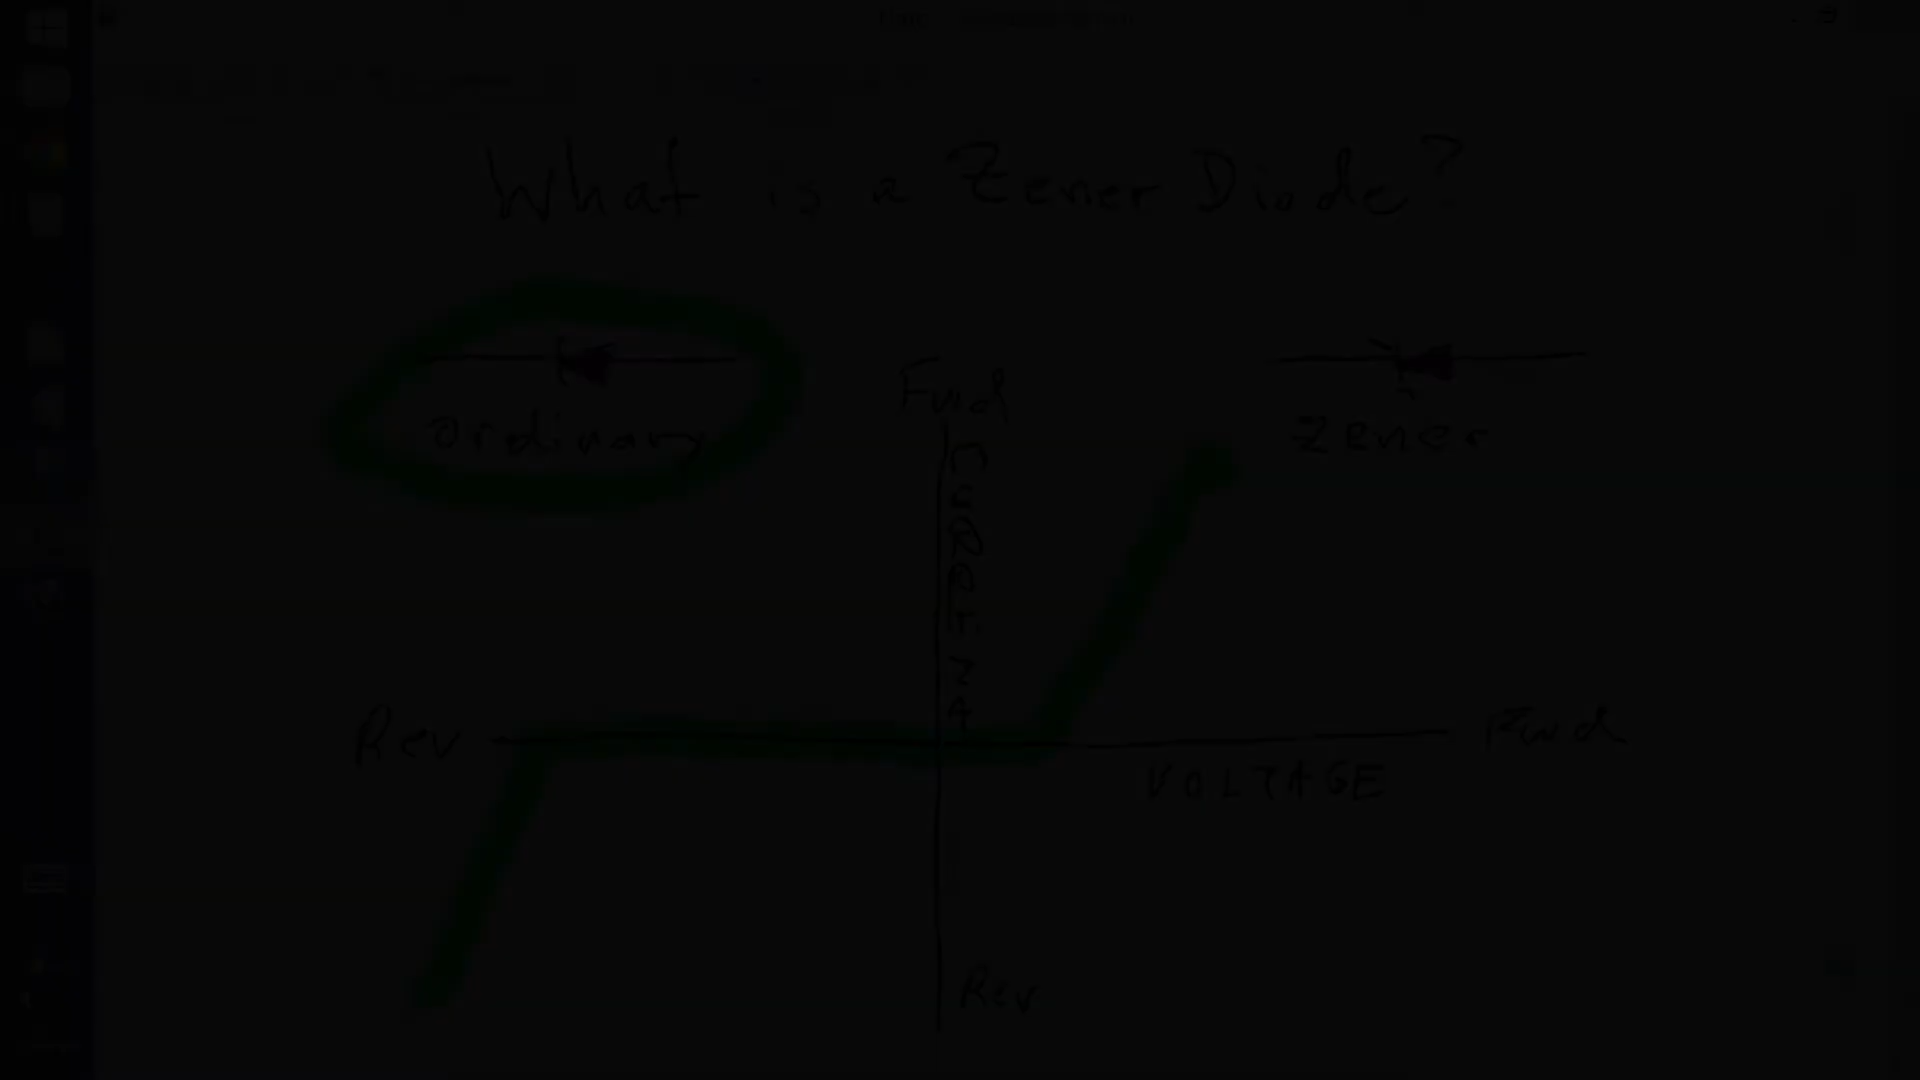 What is a Zener Diode?
ordinary
Zener
Fwd
CURRENT
Rev
Fwd
VOLTAGE
Rev